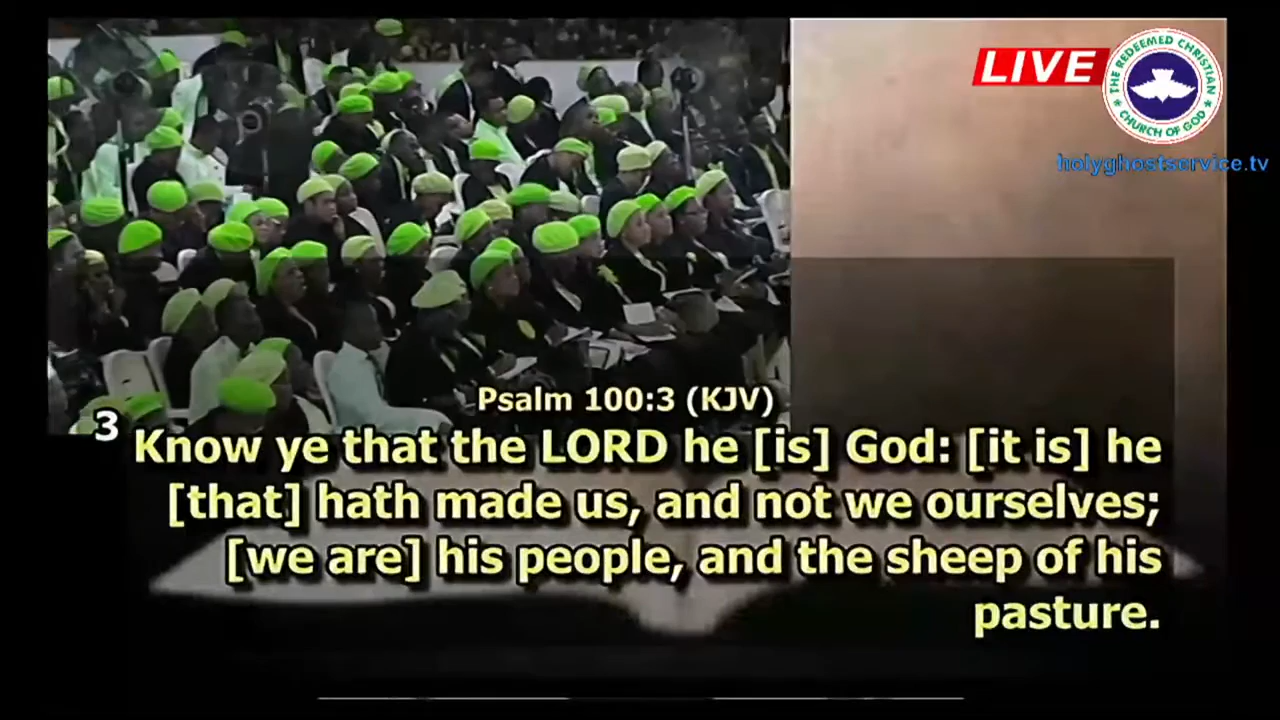 LIVE
THE REDEEMED CHRISTIAN
CHURCH OF GOD
holyghostservice.tv
Psalm 100:3 (KJV)
3
Know ye that the LORD he [is] God: [it is] he
[that] hath made us, and not we ourselves;
[we are] his people, and the sheep of his
pasture.